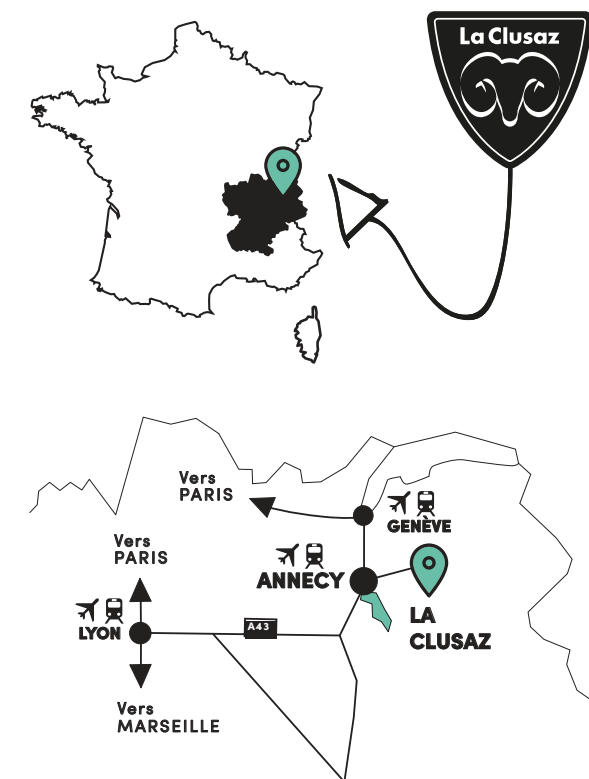 La Clusaz
Vers
PARIS
GENÈVE
Vers
PARIS
ANNECY
LA
CLUSAZ
LYON
A43
Vers
MARSEILLE